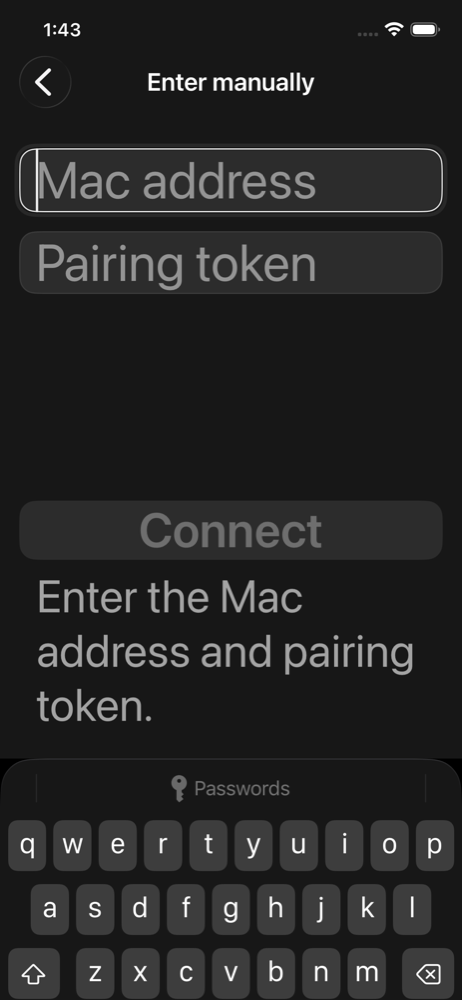 1:43
Enter manually
Mac address
Pairing token
Connect
Enter the Mac
address and pairing
token.
Passwords
q w e r t y u i o p
a s d f g h j k l
z x c v b n m